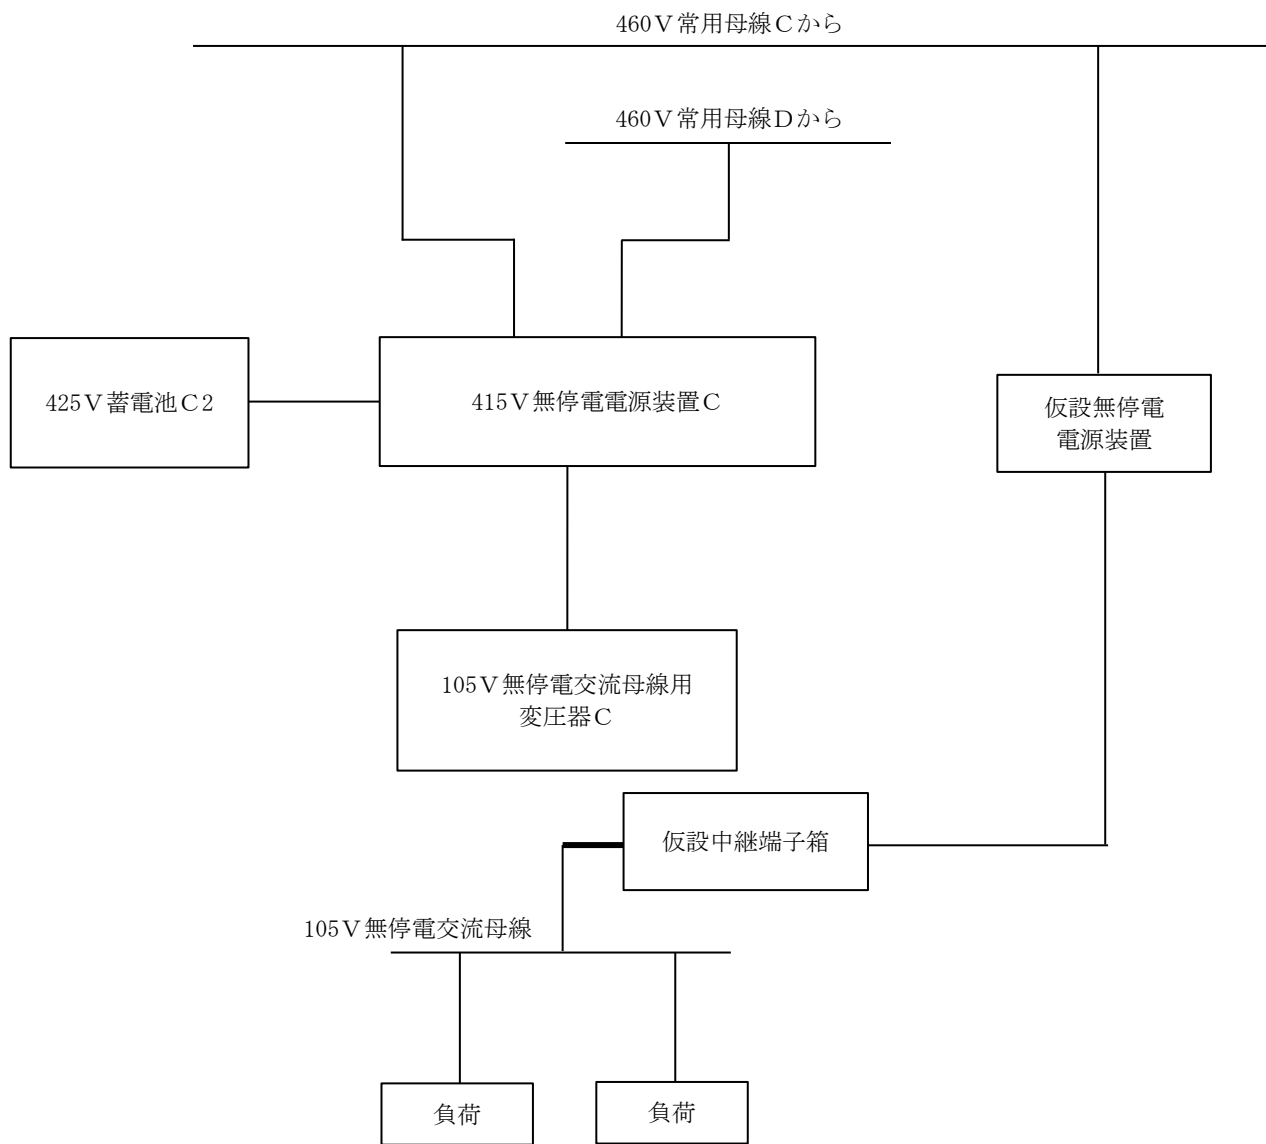 460V常用母線Cから
460V常用母線Dから
425V蓄電池C2
415V無停電電源装置C
仮設無停電
電源装置
105V無停電交流母線用
変圧器C
仮設中継端子箱
105V無停電交流母線
負荷
負荷